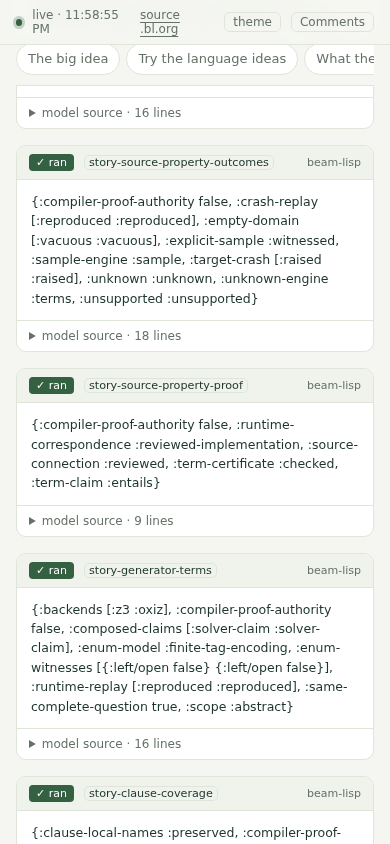 live · 11:58:55 PM
source.bl.org
theme
Comments
The big idea
Try the language ideas
What the
▶ model source · 16 lines
✓ ran story-source-property-outcomes beam-lisp
{:compiler-proof-authority false, :crash-replay
[:reproduced :reproduced], :empty-domain
[:vacuous :vacuous], :explicit-sample :witnessed,
:sample-engine :sample, :target-crash [:raised
:raised], :unknown :unknown, :unknown-engine
:terms, :unsupported :unsupported}
▶ model source · 18 lines
✓ ran story-source-property-proof beam-lisp
{:compiler-proof-authority false, :runtime-
correspondence :reviewed-implementation, :source-
connection :reviewed, :term-certificate :checked,
:term-claim :entails}
▶ model source · 9 lines
✓ ran story-generator-terms beam-lisp
{:backends [:z3 :oxiz], :compiler-proof-authority
false, :composed-claims [:solver-claim :solver-
claim], :enum-model :finite-tag-encoding, :enum-
witnesses [{:left/open false} {:left/open false}],
:runtime-replay [:reproduced :reproduced], :same-
complete-question true, :scope :abstract}
▶ model source · 16 lines
✓ ran story-clause-coverage beam-lisp
{:clause-local-names :preserved, :compiler-proof-